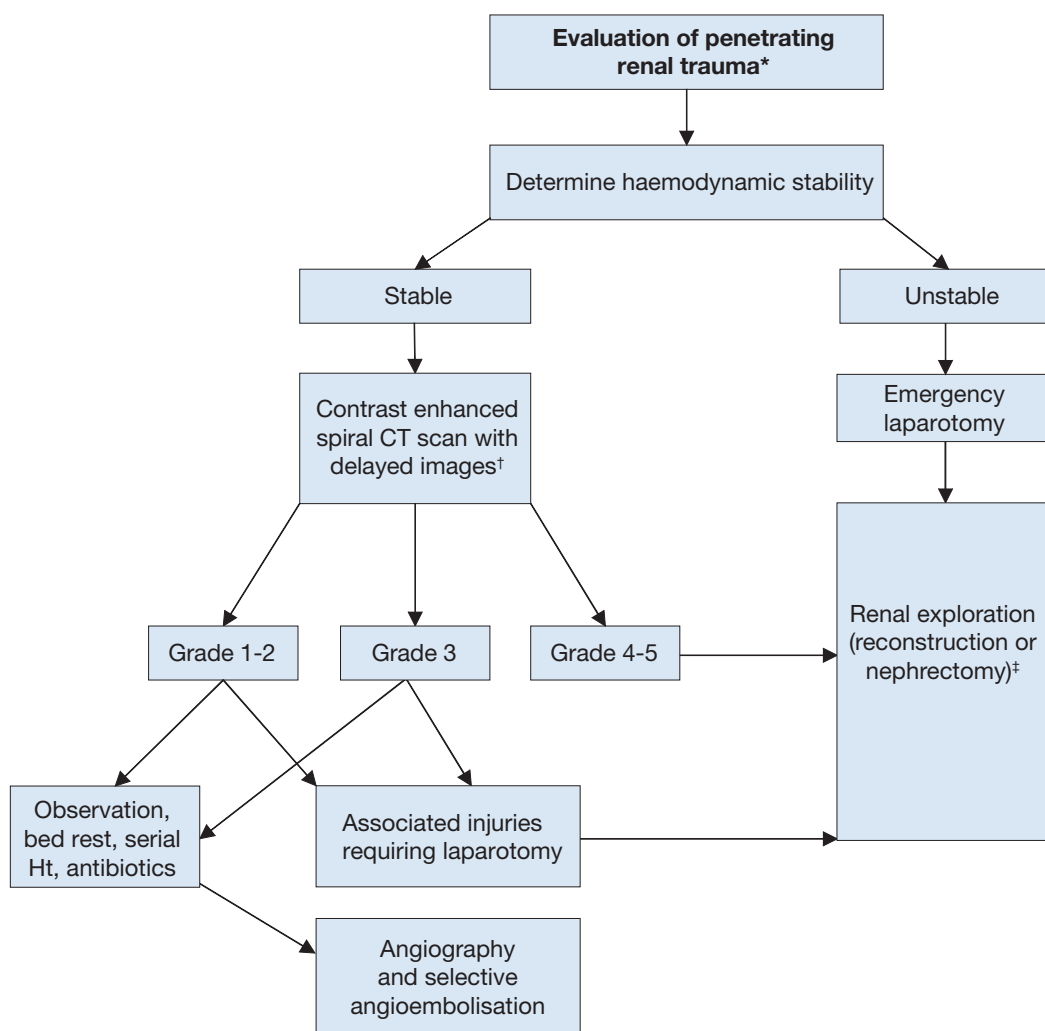 Evaluation of penetrating
renal trauma*
Determine haemodynamic stability
Stable
Unstable
Contrast enhanced
spiral CT scan with
delayed images†
Emergency
laparotomy
Grade 1-2
Grade 3
Grade 4-5
Renal exploration
(reconstruction or
nephrectomy)‡
Observation,
bed rest, serial
Ht, antibiotics
Associated injuries
requiring laparotomy
Angiography
and selective
angioembolisation